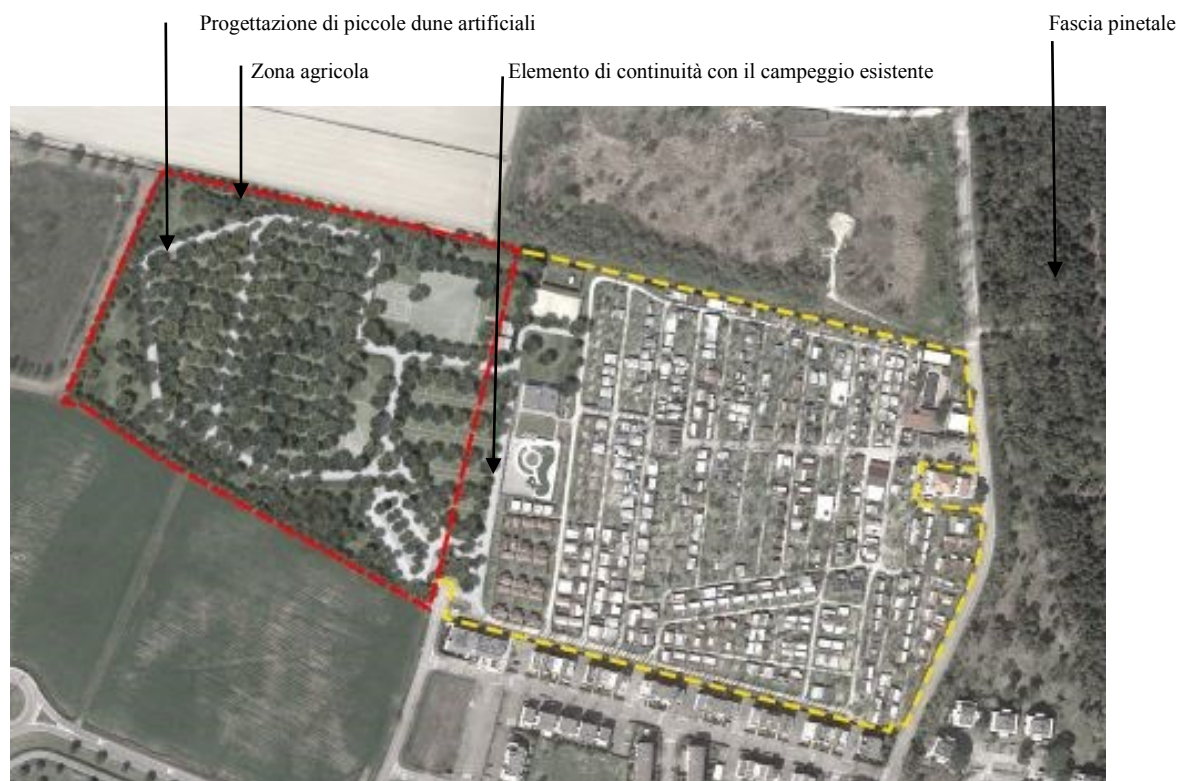 Progettazione di piccole dune artificiali
Fascia pinetale
Zona agricola
Elemento di continuità con il campeggio esistente